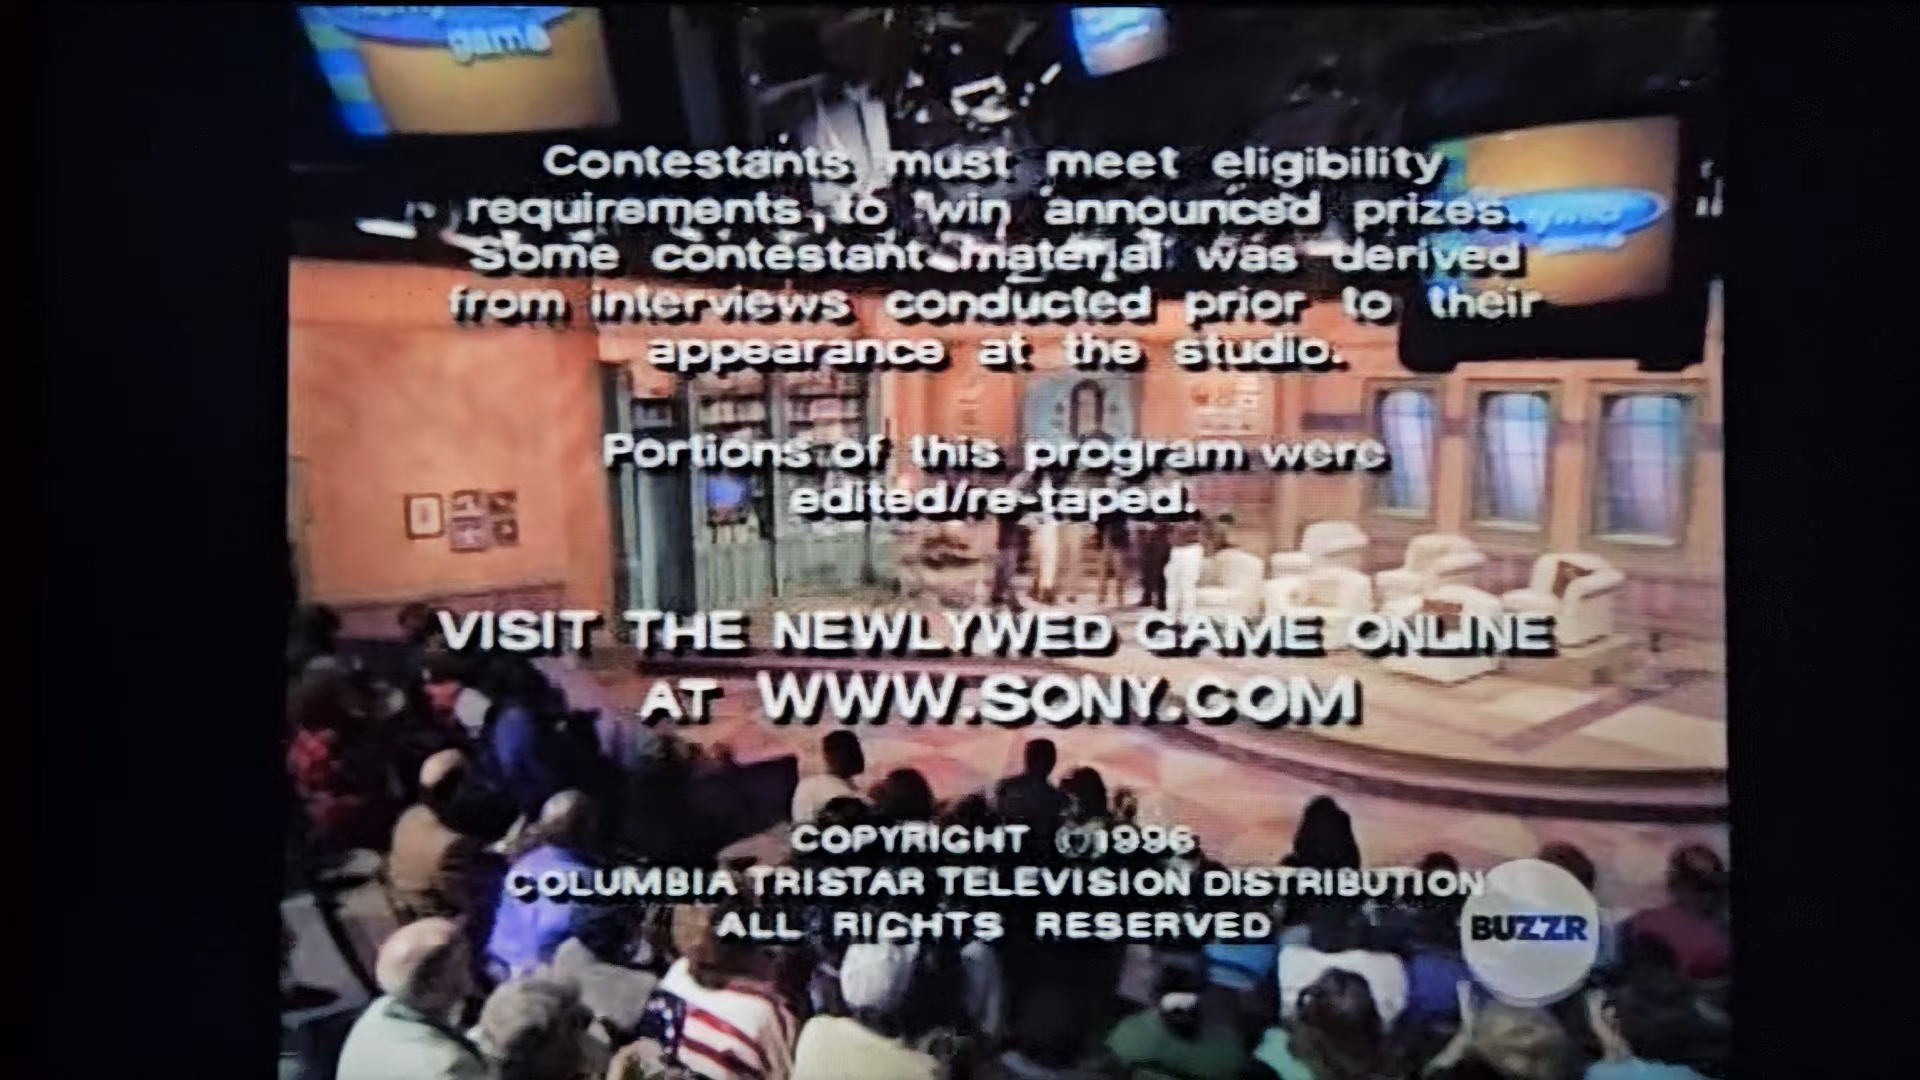 game
Contestants must meet eligibility
requirements to win announced prizes.
Some contestant material was derived
from interviews conducted prior to their
appearance at the studio.
Portions of this program were
edited/re-taped.
VISIT THE NEWLYWED GAME ONLINE
AT WWW.SONY.COM
COPYRIGHT ©1996
COLUMBIA TRISTAR TELEVISION DISTRIBUTION
ALL RIGHTS RESERVED
BUZZR